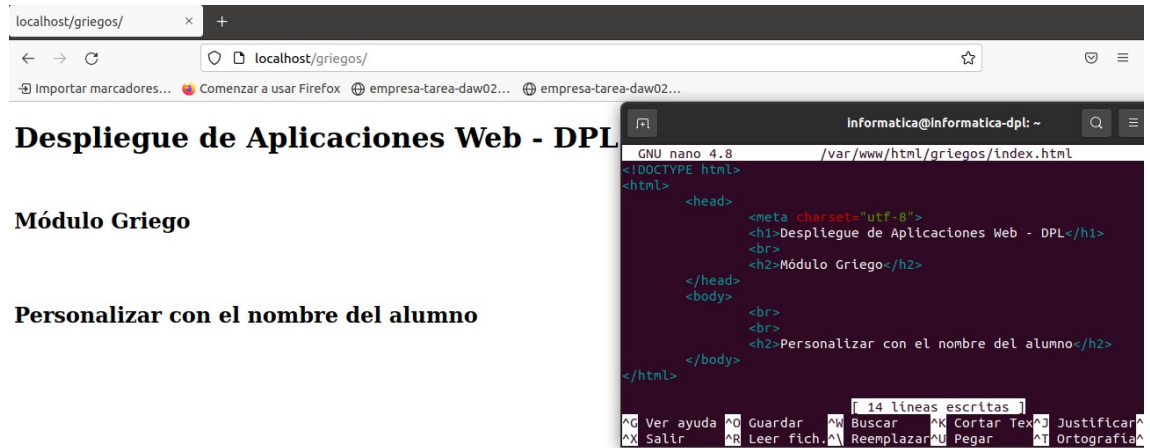 localhost/griegos/
localhost/griegos/
Importar marcadores... Comenzar a usar Firefox empresa-tarea-daw02... empresa-tarea-daw02...
Despliegue de Aplicaciones Web - DPL
Módulo Griego
Personalizar con el nombre del alumno
informatica@informatica-dpl: ~
GNU nano 4.8 /var/www/html/griegos/index.html
<!DOCTYPE html>
<html>
<head>
<meta charset="utf-8">
<h1>Despliegue de Aplicaciones Web - DPL</h1>
<br>
<h2>Módulo Griego</h2>
</head>
<body>
<br>
<br>
<h2>Personalizar con el nombre del alumno</h2>
</body>
</html>
[ 14 líneas escritas ]
^G Ver ayuda ^O Guardar ^W Buscar ^K Cortar Tex^J Justificar^
^X Salir ^R Leer fich.^\ Reemplazar^U Pegar ^T Ortografía^